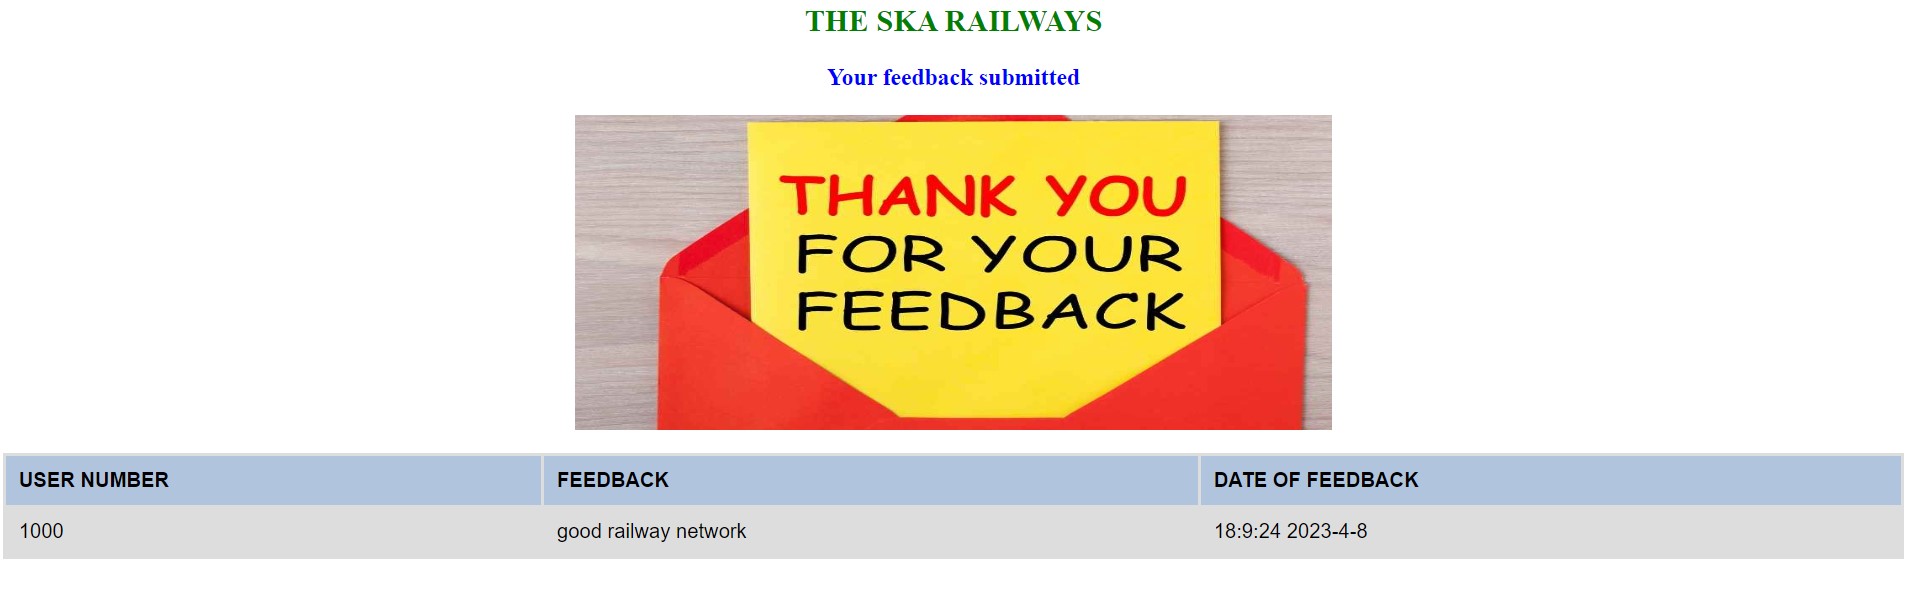 THE SKA RAILWAYS
Your feedback submitted
THANK YOU
FOR YOUR
FEEDBACK
USER NUMBER FEEDBACK DATE OF FEEDBACK
1000 good railway network 18:9:24 2023-4-8